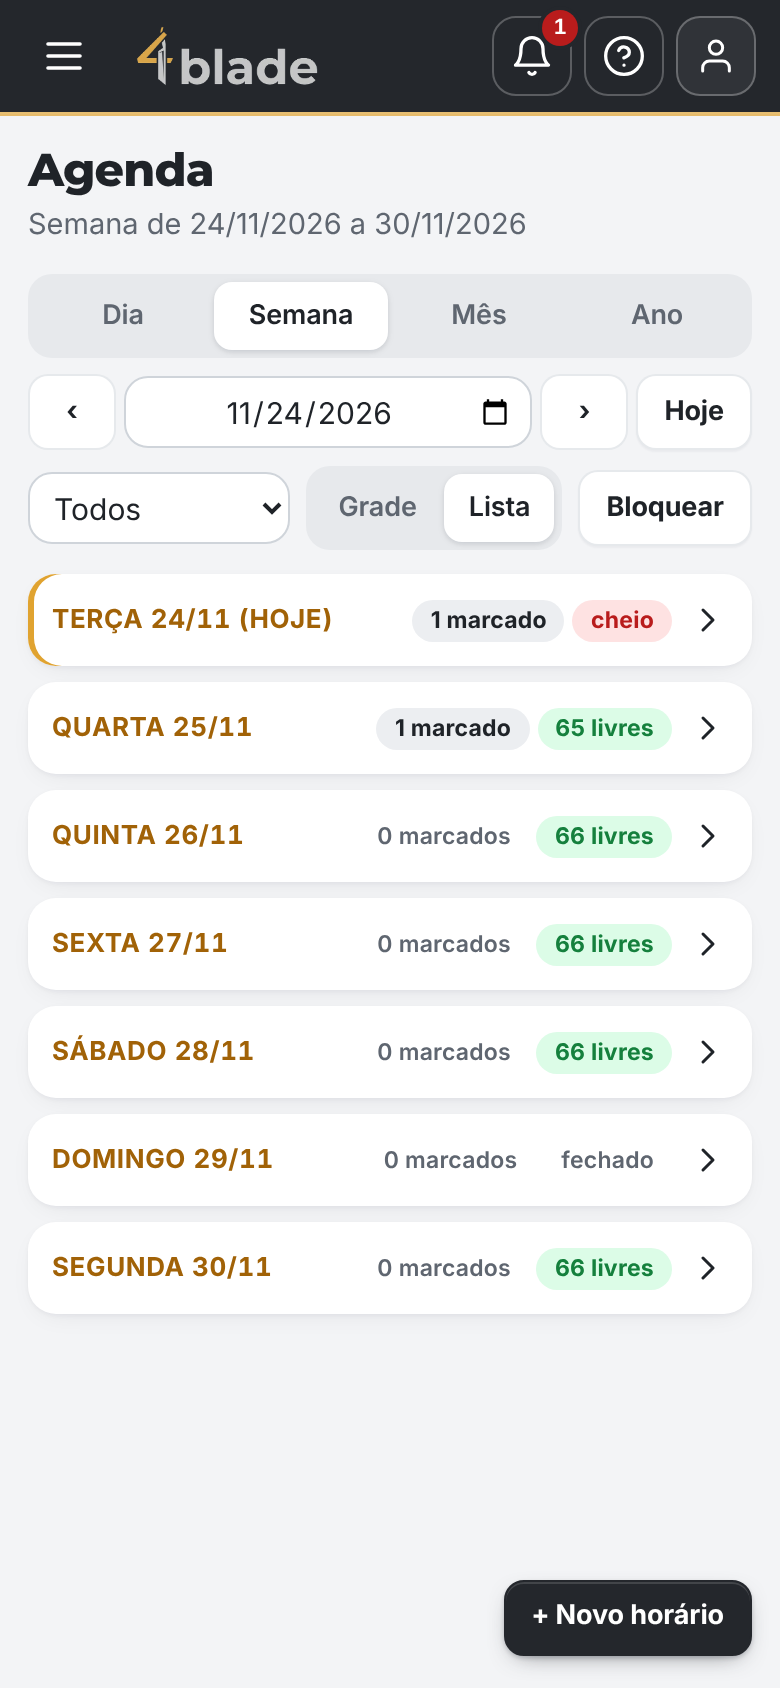 1
4blade
Agenda
Semana de 24/11/2026 a 30/11/2026
Dia Semana Mês Ano
‹ 11/24/2026 › Hoje
Todos Grade Lista Bloquear
TERÇA 24/11 (HOJE) 1 marcado cheio
QUARTA 25/11 1 marcado 65 livres
QUINTA 26/11 0 marcados 66 livres
SEXTA 27/11 0 marcados 66 livres
SÁBADO 28/11 0 marcados 66 livres
DOMINGO 29/11 0 marcados fechado
SEGUNDA 30/11 0 marcados 66 livres
+ Novo horário